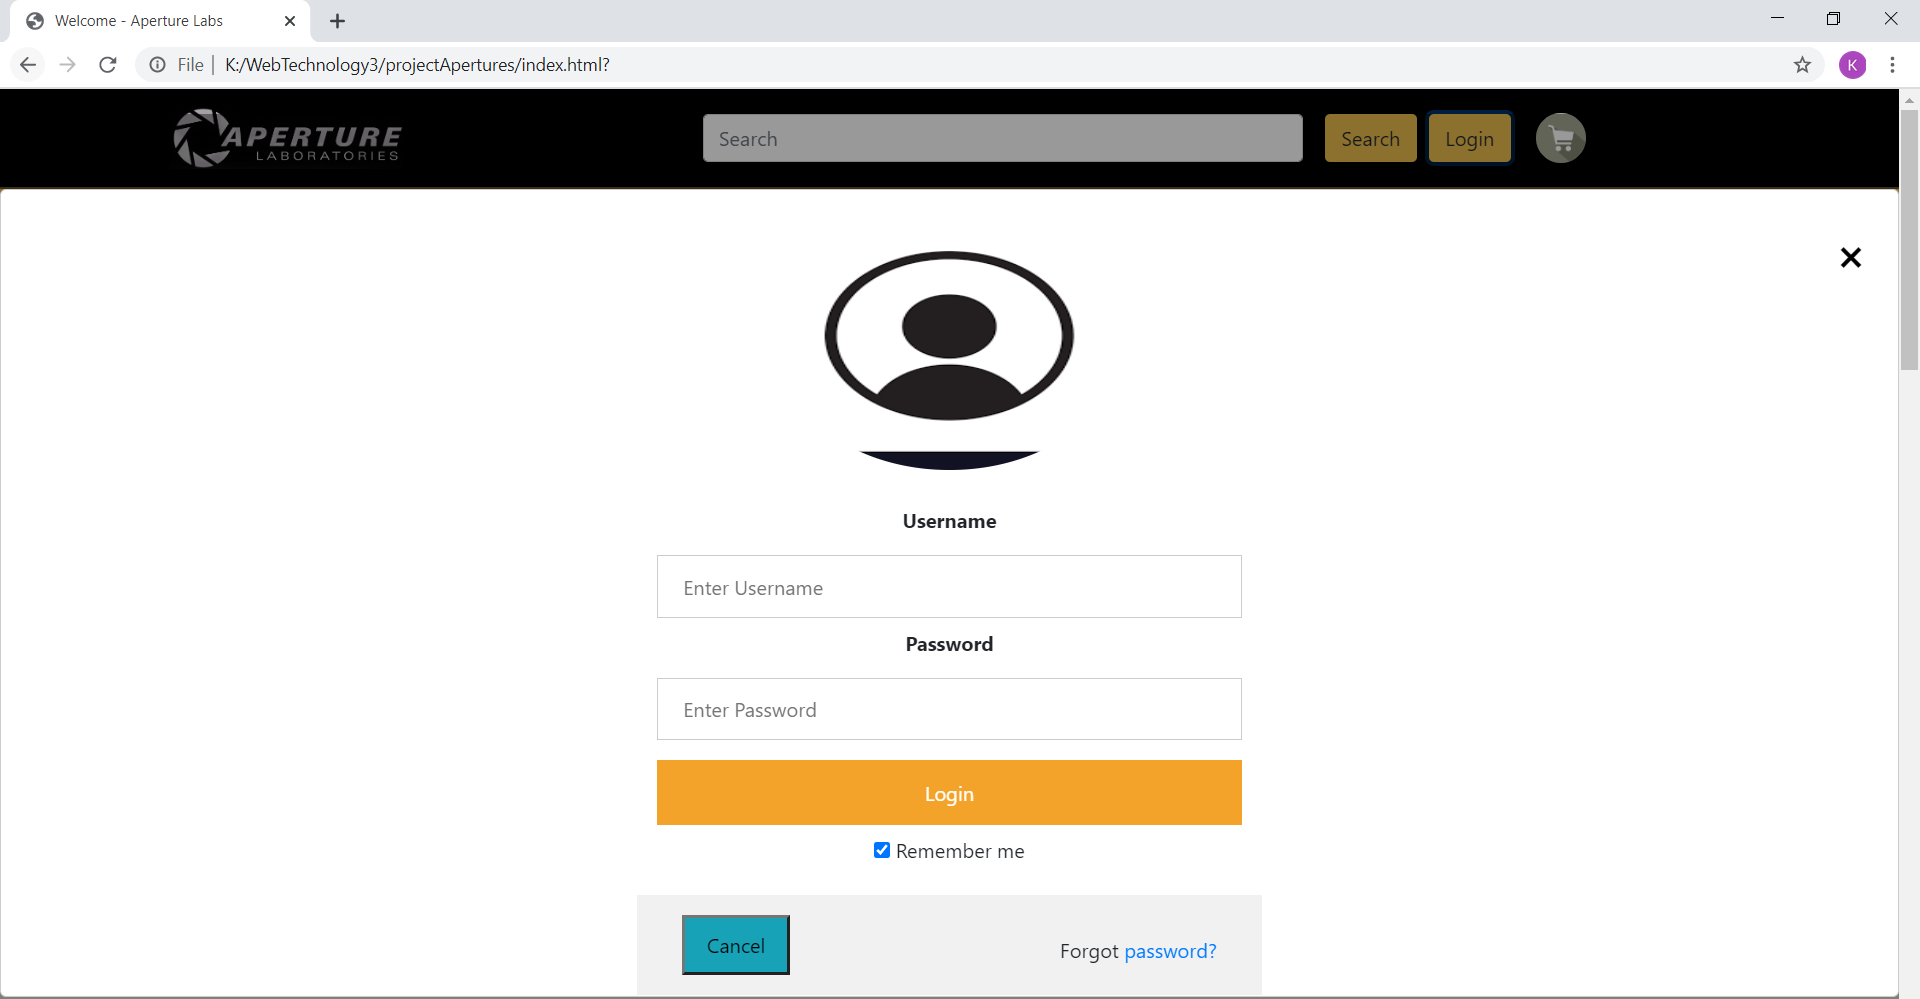 Welcome - Aperture Labs
File | K:/WebTechnology3/projectApertures/index.html?
K
APERTURE
LABORATORIES
Search
Search
Login
Username
Enter Username
Password
Enter Password
Login
Remember me
Cancel
Forgot password?